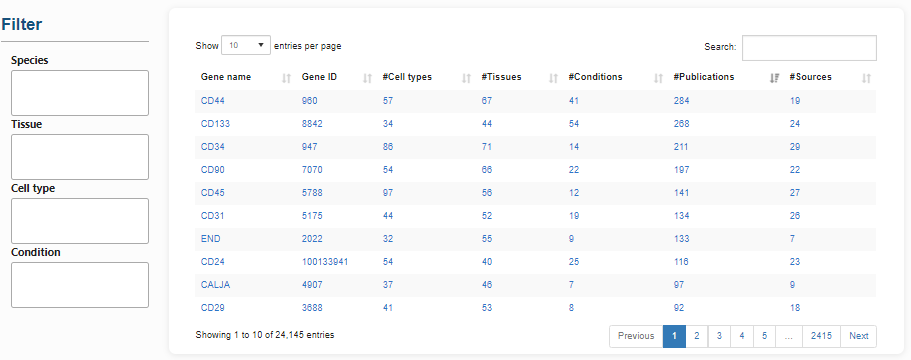 Filter
Species
Tissue
Cell type
Condition
Show 10 entries per page
Search:
Gene name Gene ID #Cell types #Tissues #Conditions #Publications #Sources
CD44 960 57 67 41 284 19
CD133 8842 34 44 54 268 24
CD34 947 86 71 14 211 29
CD90 7070 54 66 22 197 22
CD45 5788 97 56 12 141 27
CD31 5175 44 52 19 134 26
END 2022 32 55 9 133 7
CD24 100133941 54 40 25 116 23
CALJA 4907 37 46 7 97 9
CD29 3688 41 53 8 92 18
Showing 1 to 10 of 24,145 entries
Previous 1 2 3 4 5 ... 2415 Next